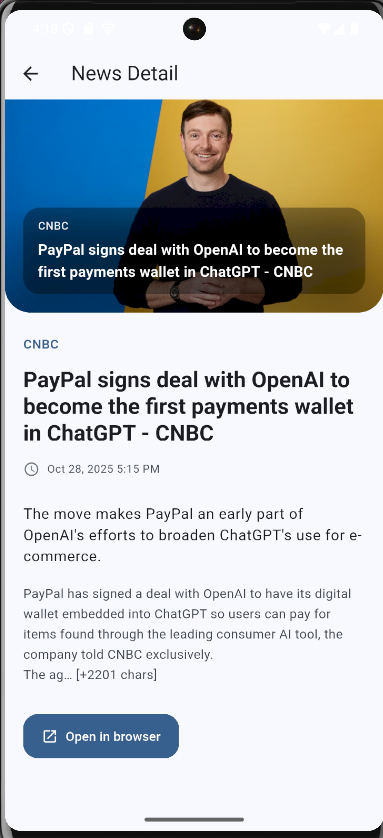 4:18
News Detail
CNBC
PayPal signs deal with OpenAI to become the
first payments wallet in ChatGPT - CNBC
CNBC
PayPal signs deal with OpenAI to
become the first payments wallet
in ChatGPT - CNBC
Oct 28, 2025 5:15 PM
The move makes PayPal an early part of
OpenAI's efforts to broaden ChatGPT's use for e-
commerce.
PayPal has signed a deal with OpenAI to have its digital
wallet embedded into ChatGPT so users can pay for
items found through the leading consumer AI tool, the
company told CNBC exclusively.
The ag… [+2201 chars]
Open in browser